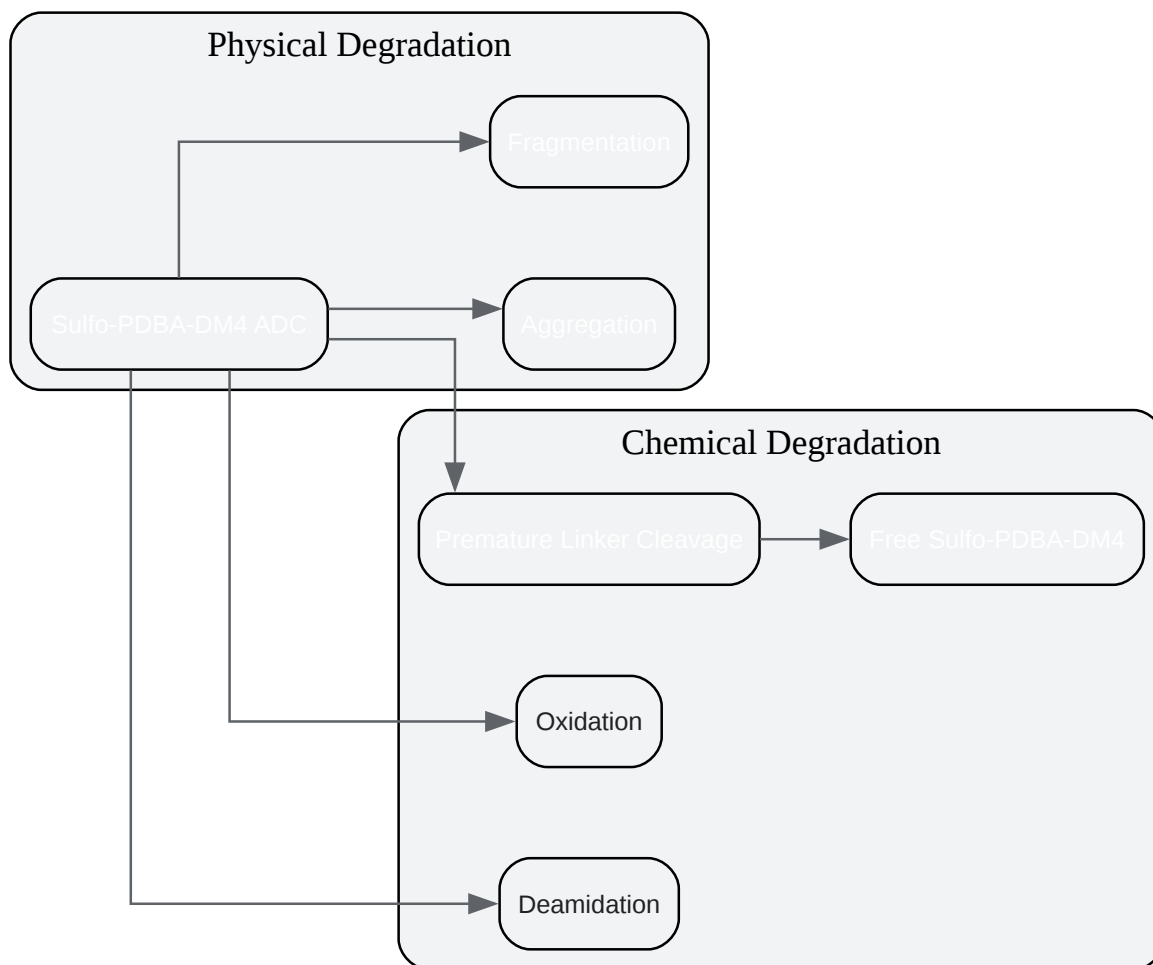 Physical Degradation
Fragmentation
Sulfo-PDBA-DM4 ADC
Aggregation
Chemical Degradation
Premature Linker Cleavage
Free Sulfo-PDBA-DM4
Oxidation
Deamidation